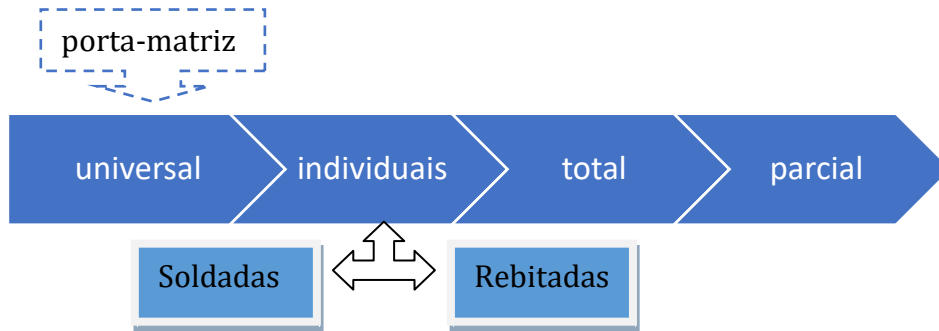 porta-matriz
universal
individuais
total
parcial
Soldadas
Rebitadas